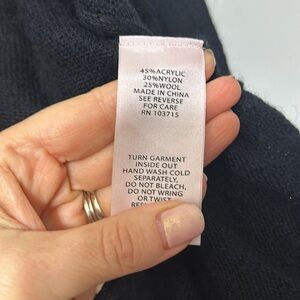 45%ACRYLIC
30%NYLON
25%WOOL
MADE IN CHINA
SEE REVERSE
FOR CARE
RN 103715
TURN GARMENT
INSIDE OUT
HAND WASH COLD
SEPARATELY,
DO NOT BLEACH,
DO NOT WRING
OR TWIST